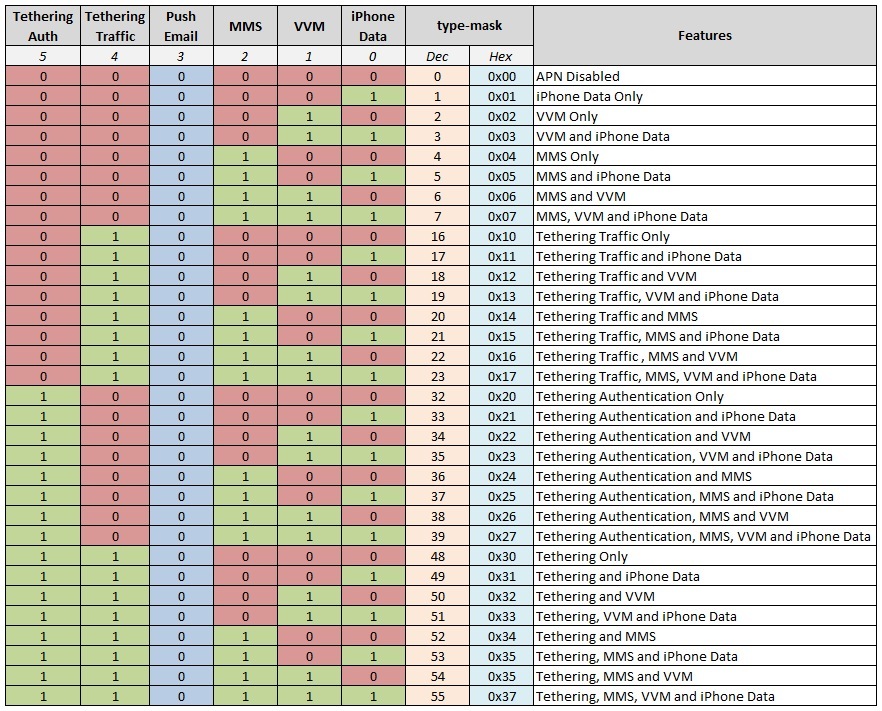 Tethering Auth Tethering Traffic Push Email MMS VVM iPhone Data type-mask Features
5 4 3 2 1 0 Dec Hex
0 0 0 0 0 0 0 0x00 APN Disabled
0 0 0 0 0 1 1 0x01 iPhone Data Only
0 0 0 0 1 0 2 0x02 VVM Only
0 0 0 0 1 1 3 0x03 VVM and iPhone Data
0 0 0 1 0 0 4 0x04 MMS Only
0 0 0 1 0 1 5 0x05 MMS and iPhone Data
0 0 0 1 1 0 6 0x06 MMS and VVM
0 0 0 1 1 1 7 0x07 MMS, VVM and iPhone Data
0 1 0 0 0 0 16 0x10 Tethering Traffic Only
0 1 0 0 0 1 17 0x11 Tethering Traffic and iPhone Data
0 1 0 0 1 0 18 0x12 Tethering Traffic and VVM
0 1 0 0 1 1 19 0x13 Tethering Traffic, VVM and iPhone Data
0 1 0 1 0 0 20 0x14 Tethering Traffic and MMS
0 1 0 1 0 1 21 0x15 Tethering Traffic, MMS and iPhone Data
0 1 0 1 1 0 22 0x16 Tethering Traffic , MMS and VVM
0 1 0 1 1 1 23 0x17 Tethering Traffic, MMS, VVM and iPhone Data
1 0 0 0 0 0 32 0x20 Tethering Authentication Only
1 0 0 0 0 1 33 0x21 Tethering Authentication and iPhone Data
1 0 0 0 1 0 34 0x22 Tethering Authentication and VVM
1 0 0 0 1 1 35 0x23 Tethering Authentication, VVM and iPhone Data
1 0 0 1 0 0 36 0x24 Tethering Authentication and MMS
1 0 0 1 0 1 37 0x25 Tethering Authentication, MMS and iPhone Data
1 0 0 1 1 0 38 0x26 Tethering Authentication, MMS and VVM
1 0 0 1 1 1 39 0x27 Tethering Authentication, MMS, VVM and iPhone Data
1 1 0 0 0 0 48 0x30 Tethering Only
1 1 0 0 0 1 49 0x31 Tethering and iPhone Data
1 1 0 0 1 0 50 0x32 Tethering and VVM
1 1 0 0 1 1 51 0x33 Tethering, VVM and iPhone Data
1 1 0 1 0 0 52 0x34 Tethering and MMS
1 1 0 1 0 1 53 0x35 Tethering, MMS and iPhone Data
1 1 0 1 1 0 54 0x35 Tethering, MMS and VVM
1 1 0 1 1 1 55 0x37 Tethering, MMS, VVM and iPhone Data